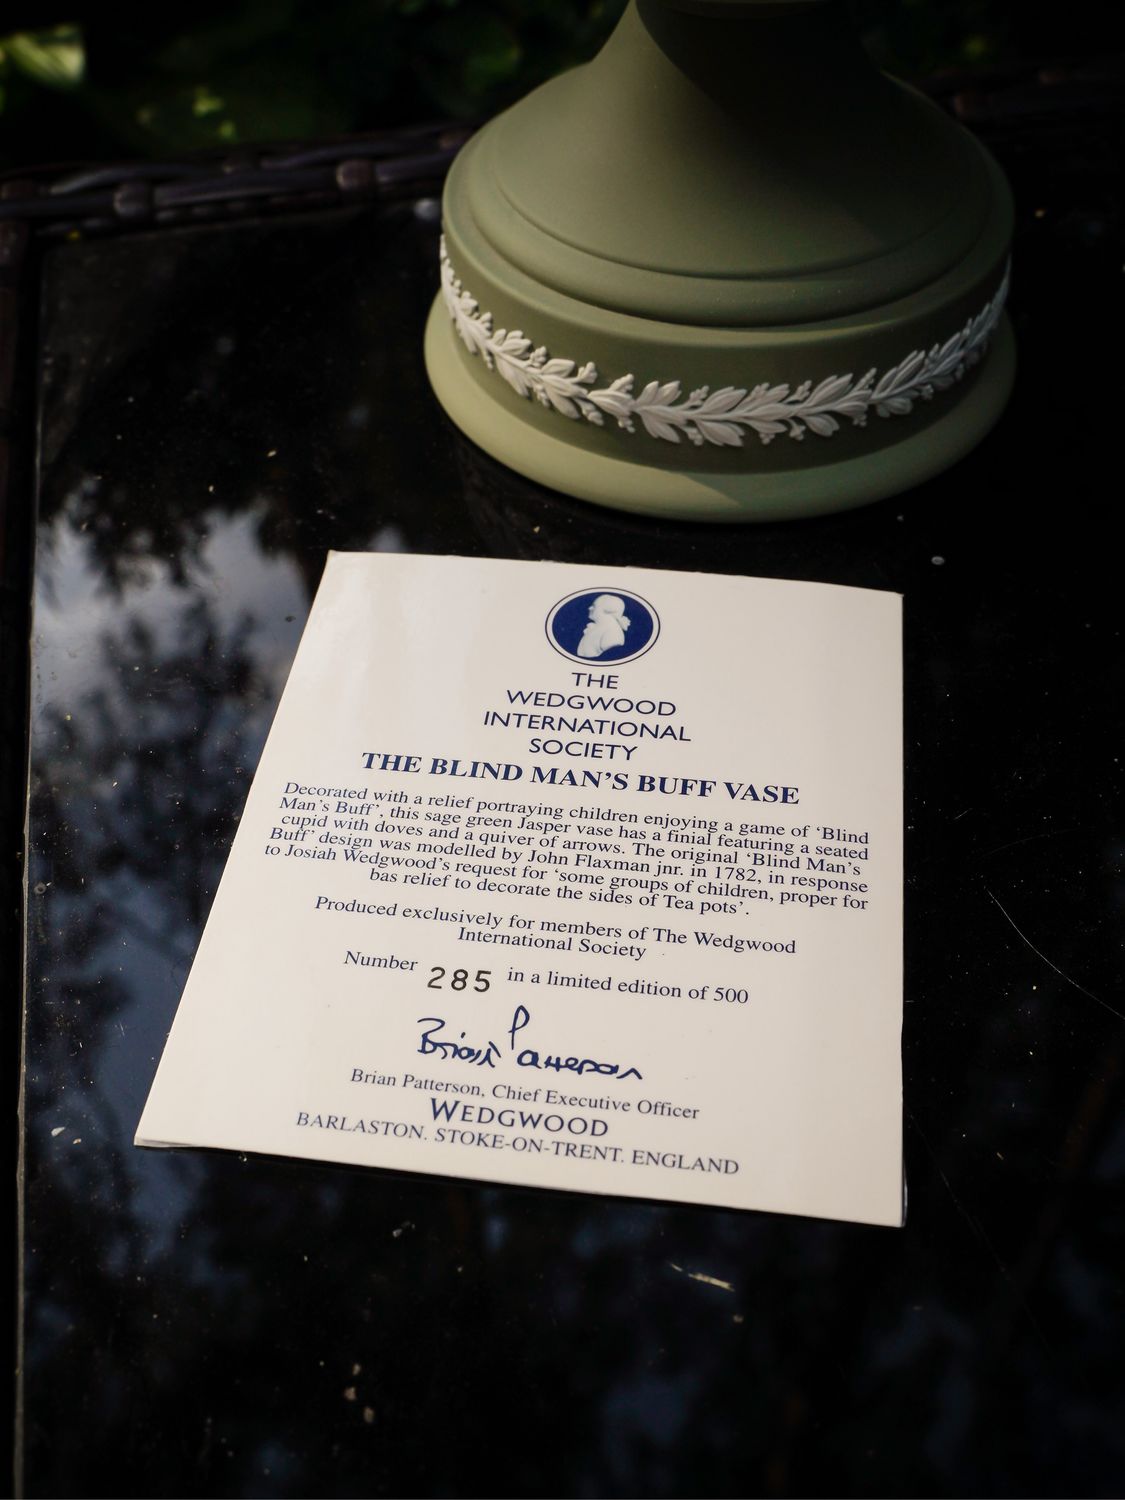 THE
WEDGWOOD
INTERNATIONAL
SOCIETY
THE BLIND MAN'S BUFF VASE
Decorated with a relief portraying children enjoying a game of 'Blind
Man's Buff', this sage green Jasper vase has a finial featuring a seated
cupid with doves and a quiver of arrows. The original 'Blind Man's
Buff' design was modelled by John Flaxman jnr. in 1782, in response
to Josiah Wedgwood's request for 'some groups of children, proper for
bas relief to decorate the sides of Tea pots'.
Produced exclusively for members of The Wedgwood
International Society
Number 285 in a limited edition of 500
Brian Patterson
Brian Patterson, Chief Executive Officer
WEDGWOOD
BARLASTON. STOKE-ON-TRENT. ENGLAND